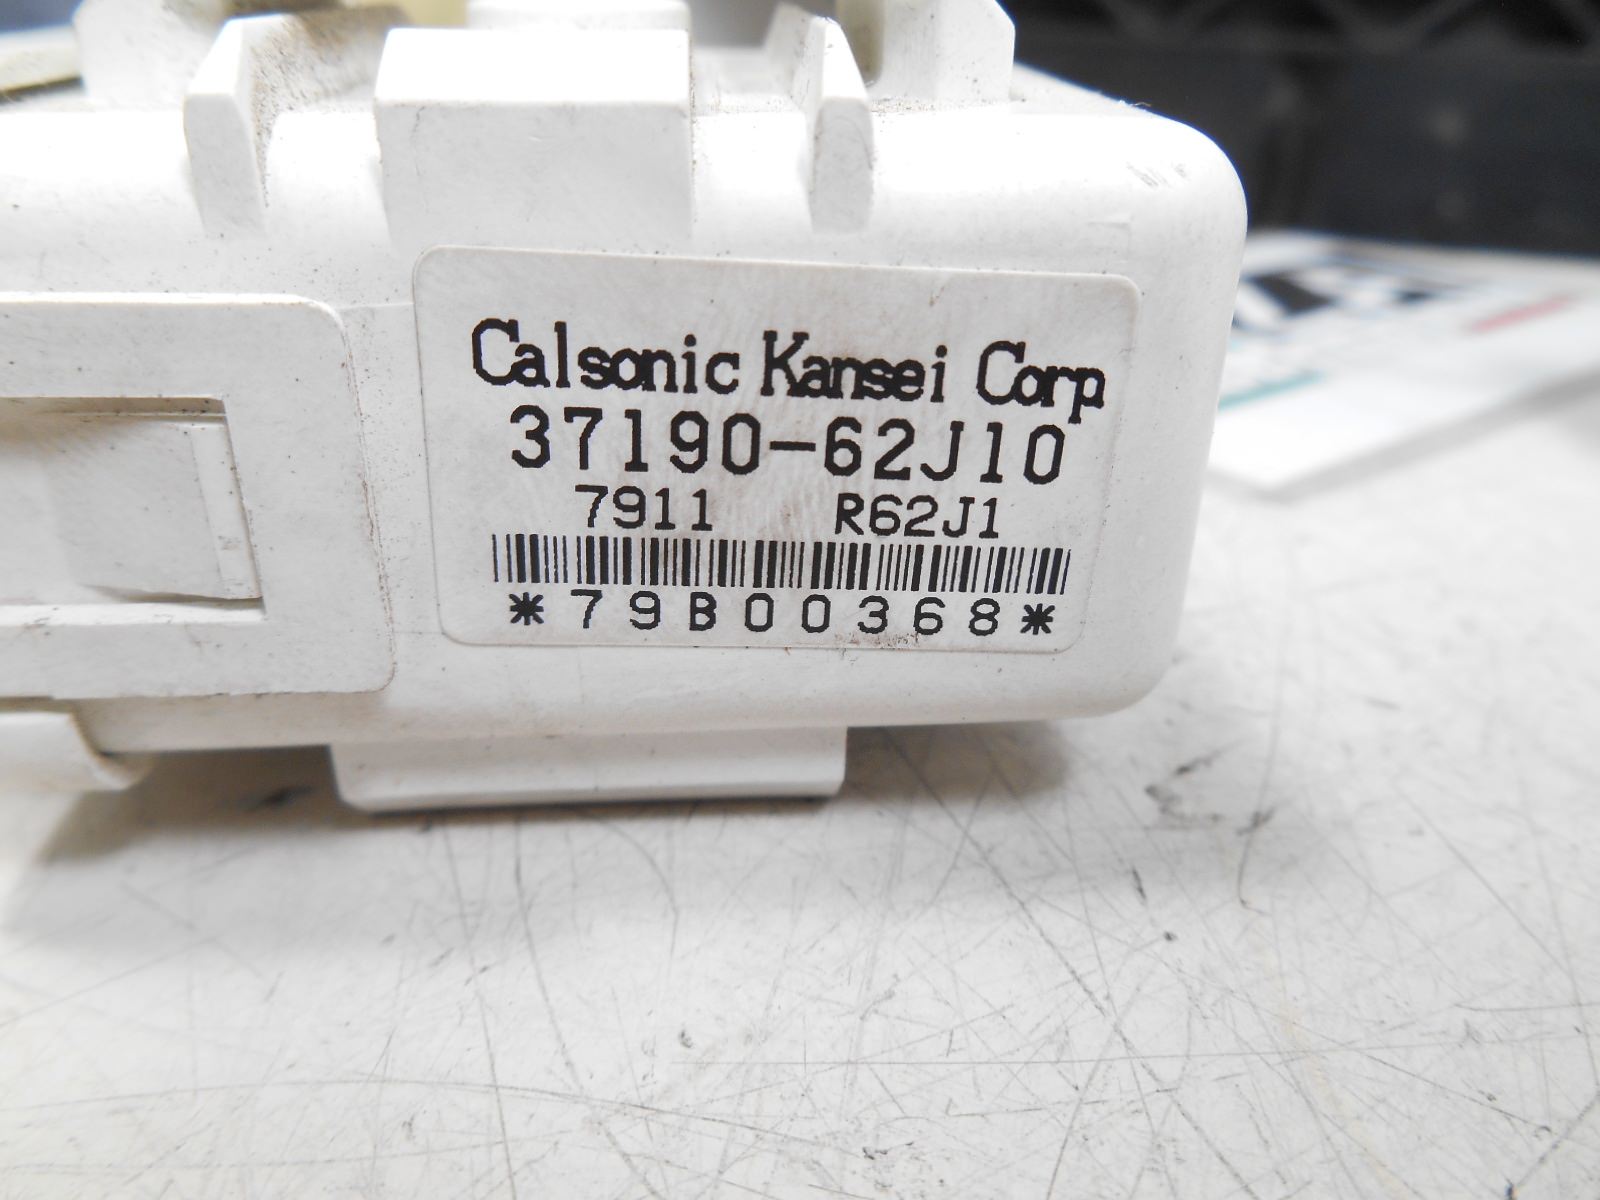 Calsonic Kansei Corp
37190-62J10
7911 R62J1
*79B00368*